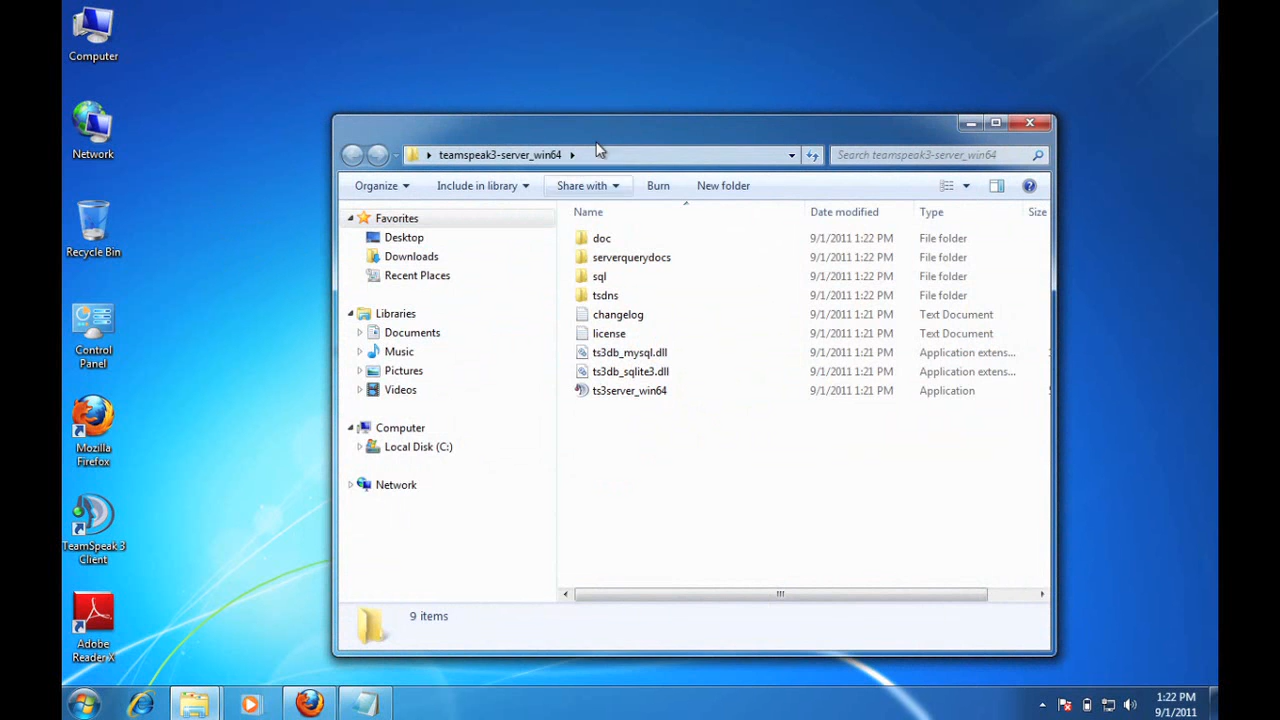 Computer
Network
Recycle Bin
Control
Panel
Mozilla
Firefox
TeamSpeak 3
Client
Adobe
Reader X
teamspeak3-server_win64
Search teamspeak3-server_win64
Organize Include in library Share with Burn New folder
Favorites
Desktop
Downloads
Recent Places
Libraries
Documents
Music
Pictures
Videos
Computer
Local Disk (C:)
Network
Name Date modified Type Size
doc 9/1/2011 1:22 PM File folder
serverquerydocs 9/1/2011 1:22 PM File folder
sql 9/1/2011 1:22 PM File folder
tsdns 9/1/2011 1:22 PM File folder
changelog 9/1/2011 1:21 PM Text Document
license 9/1/2011 1:21 PM Text Document
ts3db_mysql.dll 9/1/2011 1:21 PM Application extens...
ts3db_sqlite3.dll 9/1/2011 1:21 PM Application extens...
ts3server_win64 9/1/2011 1:21 PM Application
9 items
1:22 PM
9/1/2011